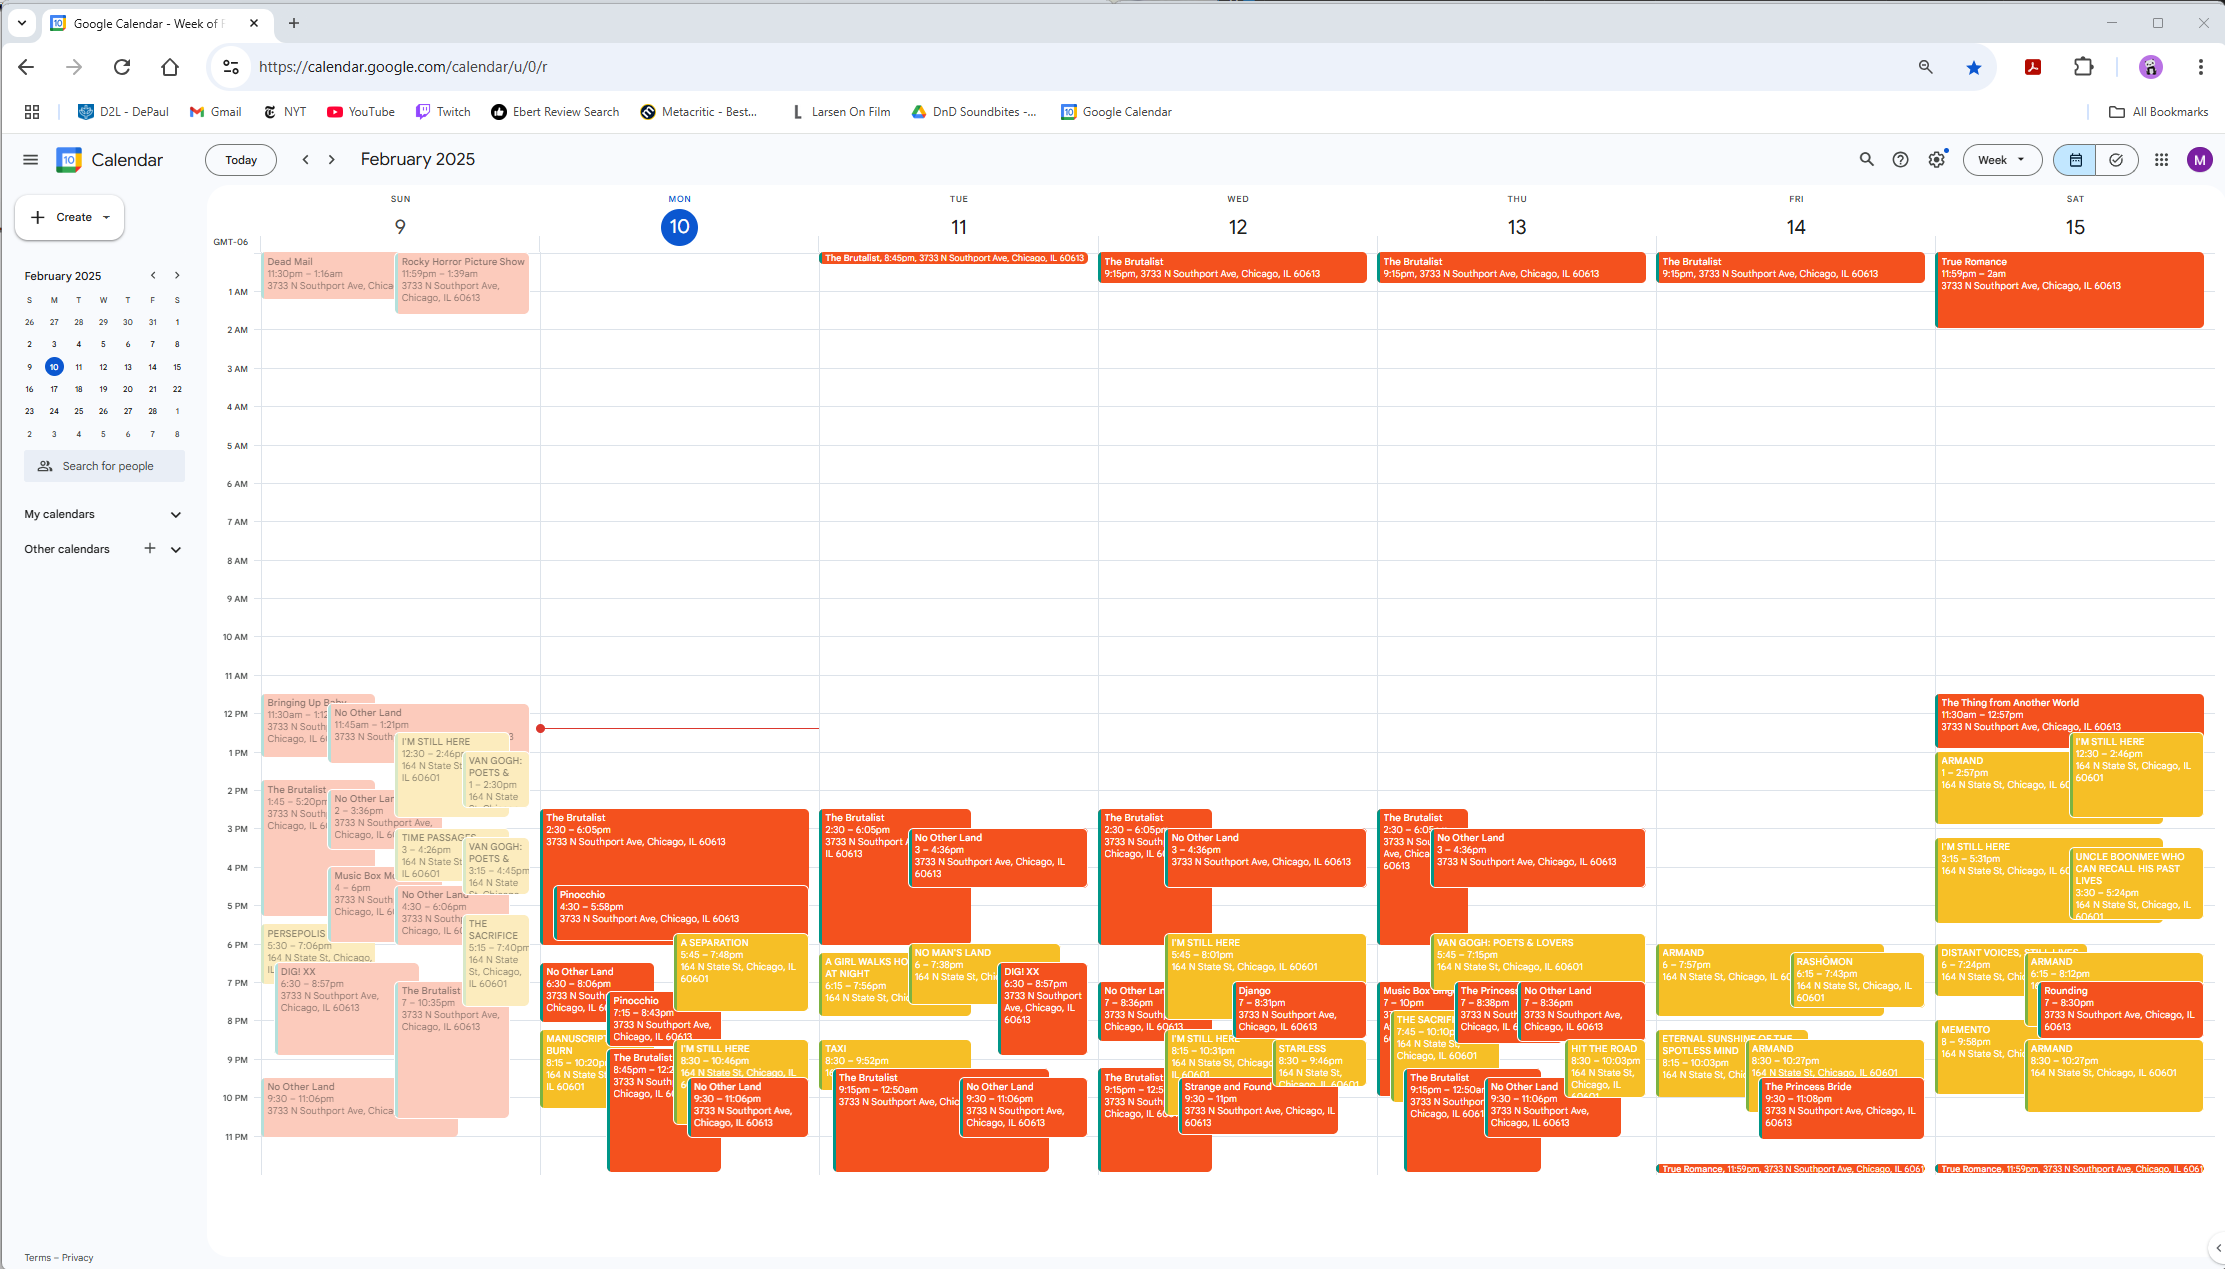 Google Calendar - Week of F
https://calendar.google.com/calendar/u/0/r
D2L - DePaul
Gmail
NYT
YouTube
Twitch
Ebert Review Search
Metacritic - Best...
Larsen On Film
DnD Soundbites -...
Google Calendar
All Bookmarks
10
Calendar
Today
February 2025
Week
M
Create
February 2025
S M T W T F S
26 27 28 29 30 31 1
2 3 4 5 6 7 8
9 10 11 12 13 14 15
16 17 18 19 20 21 22
23 24 25 26 27 28 1
2 3 4 5 6 7 8
Search for people
My calendars
Other calendars
Terms – Privacy
GMT-06
1 AM
2 AM
3 AM
4 AM
5 AM
6 AM
7 AM
8 AM
9 AM
10 AM
11 AM
12 PM
1 PM
2 PM
3 PM
4 PM
5 PM
6 PM
7 PM
8 PM
9 PM
10 PM
11 PM
SUN
9
Dead Mail
11:30pm – 1:16am
3733 N Southport Ave, Chica
Rocky Horror Picture Show
11:59pm – 1:39am
3733 N Southport Ave,
Chicago, IL 60613
Bringing Up Baby
11:30am – 1:12
3733 N South
Chicago, IL 6
No Other Land
11:45am – 1:21pm
3733 N South
I'M STILL HERE
12:30 – 2:46pm
164 N State St
IL 60601
VAN GOGH:
POETS &
1 – 2:30pm
164 N State
The Brutalist
1:45 – 5:20pm
3733 N South
Chicago, IL 6
No Other Lan
2 – 3:36pm
3733 N Southport Ave,
Chicago, IL 6
TIME PASSAGES
3 – 4:26pm
164 N State St
IL 60601
VAN GOGH:
POETS &
3:15 – 4:45pm
164 N State
Music Box Mo
4 – 6pm
3733 N South
Chicago, IL 6
No Other Land
4:30 – 6:06pm
3733 N Southp
Chicago, IL 60
THE
SACRIFICE
5:15 – 7:40pm
164 N State
St, Chicago,
IL 60601
PERSEPOLIS
5:30 – 7:06pm
164 N State St, Chicago, IL
DIG! XX
6:30 – 8:57pm
3733 N Southport Ave,
Chicago, IL 60613
The Brutalist
7 – 10:35pm
3733 N Southport Ave,
Chicago, IL 60613
No Other Land
9:30 – 11:06pm
3733 N Southport Ave, Chica
MON
10
The Brutalist
2:30 – 6:05pm
3733 N Southport Ave, Chicago, IL 60613
Pinocchio
4:30 – 5:58pm
3733 N Southport Ave, Chicago, IL 60613
A SEPARATION
5:45 – 7:48pm
164 N State St, Chicago, IL
60601
No Other Land
6:30 – 8:06pm
3733 N South
Chicago, IL 6
Pinocchio
7:15 – 8:43pm
3733 N Southport Ave,
Chicago, IL 60613
MANUSCRIPT
BURN
8:15 – 10:20p
164 N State S
IL 60601
I'M STILL HERE
8:30 – 10:46pm
164 N State St, Chicago, IL
The Brutalist
8:45pm – 12:2
3733 N South
Chicago, IL 6
No Other Land
9:30 – 11:06pm
3733 N Southport Ave,
Chicago, IL 60613
TUE
11
The Brutalist, 8:45pm, 3733 N Southport Ave, Chicago, IL 60613
The Brutalist
2:30 – 6:05pm
3733 N Southport A
IL 60613
No Other Land
3 – 4:36pm
3733 N Southport Ave, Chicago, IL
60613
NO MAN'S LAND
6 – 7:38pm
164 N State St, Chi
A GIRL WALKS HO
AT NIGHT
6:15 – 7:56pm
164 N State St, Chi
DIG! XX
6:30 – 8:57pm
3733 N Southport
Ave, Chicago, IL
60613
TAXI
8:30 – 9:52pm
The Brutalist
9:15pm – 12:50am
3733 N Southport Ave, Chic
No Other Land
9:30 – 11:06pm
3733 N Southport Ave,
Chicago, IL 60613
WED
12
The Brutalist
9:15pm, 3733 N Southport Ave, Chicago, IL 60613
The Brutalist
2:30 – 6:05pm
3733 N South
Chicago, IL 6
No Other Land
3 – 4:36pm
3733 N Southport Ave, Chicago, IL 60613
I'M STILL HERE
5:45 – 8:01pm
164 N State St, Chicago, IL 60601
No Other Lan
7 – 8:36pm
3733 N Southport Ave,
Chicago, IL 60613
Django
7 – 8:31pm
3733 N Southport Ave,
Chicago, IL 60613
I'M STILL HERE
8:15 – 10:31pm
164 N State St, Chicago,
IL 60601
STARLESS
8:30 – 9:46pm
164 N State St,
Chicago, IL 60601
The Brutalist
9:15pm – 12:5
3733 N South
Chicago, IL 6
Strange and Found
9:30 – 11pm
3733 N Southport Ave, Chicago, IL
60613
THU
13
The Brutalist
9:15pm, 3733 N Southport Ave, Chicago, IL 60613
The Brutalist
2:30 – 6:05p
3733 N Sou
Ave, Chica
60613
No Other Land
3 – 4:36pm
3733 N Southport Ave, Chicago, IL 60613
VAN GOGH: POETS & LOVERS
5:45 – 7:15pm
164 N State St, Chicago, IL 60601
Music Box Bingo
7 – 10pm
The Princess
7 – 8:38pm
3733 N South
Chicago, IL 6
No Other Land
7 – 8:36pm
3733 N Southport Ave,
Chicago, IL 60613
THE SACRIFI
7:45 – 10:10p
164 N State St,
Chicago, IL 60601
HIT THE ROAD
8:30 – 10:03pm
164 N State St,
Chicago, IL
60601
The Brutalist
9:15pm – 12:50am
3733 N Southport
Chicago, IL 6061
No Other Land
9:30 – 11:06pm
3733 N Southport Ave,
Chicago, IL 60613
FRI
14
The Brutalist
9:15pm, 3733 N Southport Ave, Chicago, IL 60613
ARMAND
6 – 7:57pm
164 N State St, Chicago, IL 60
RASHŌMON
6:15 – 7:43pm
164 N State St, Chicago, IL
60601
ETERNAL SUNSHINE OF THE
SPOTLESS MIND
8:15 – 10:03pm
164 N State St, Chi
ARMAND
8:30 – 10:27pm
164 N State St, Chicago, IL 60601
The Princess Bride
9:30 – 11:08pm
3733 N Southport Ave, Chicago, IL
60613
True Romance, 11:59pm, 3733 N Southport Ave, Chicago, IL 6061
SAT
15
True Romance
11:59pm – 2am
3733 N Southport Ave, Chicago, IL 60613
The Thing from Another World
11:30am – 12:57pm
3733 N Southport Ave, Chicago, IL 60613
I'M STILL HERE
12:30 – 2:46pm
164 N State St, Chicago, IL
60601
ARMAND
1 – 2:57pm
164 N State St, Chicago, IL 60
I'M STILL HERE
3:15 – 5:31pm
164 N State St, Chicago, IL 60
UNCLE BOONMEE WHO
CAN RECALL HIS PAST
LIVES
3:30 – 5:24pm
164 N State St, Chicago, IL
60601
DISTANT VOICES, STILL LIVES
6 – 7:24pm
164 N State St, Chic
ARMAND
6:15 – 8:12pm
Rounding
7 – 8:30pm
3733 N Southport Ave, Chicago, IL
60613
MEMENTO
8 – 9:58pm
164 N State St, Chic
ARMAND
8:30 – 10:27pm
164 N State St, Chicago, IL 60601
True Romance, 11:59pm, 3733 N Southport Ave, Chicago, IL 6061